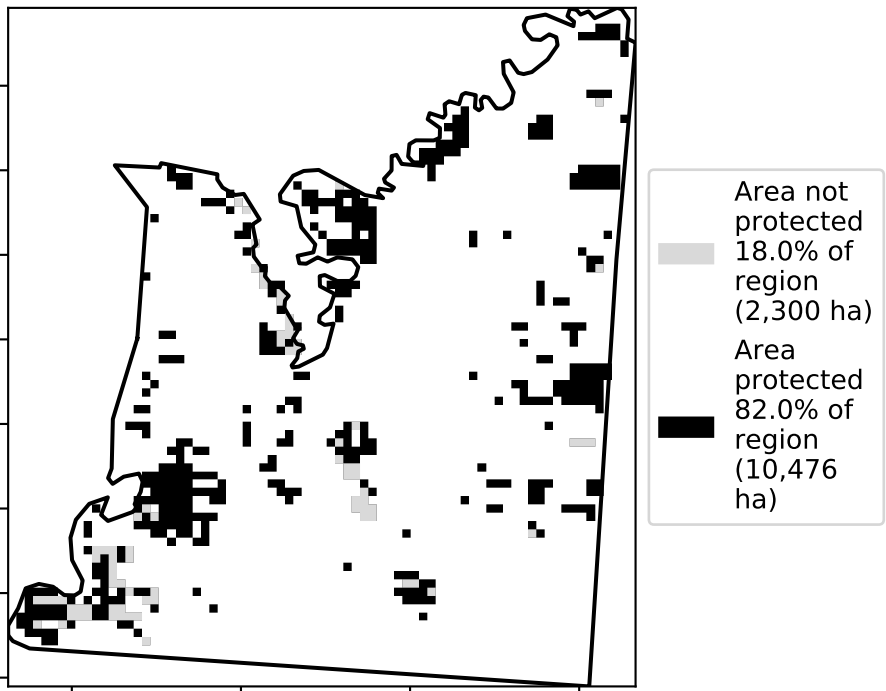 Area not
protected
18.0% of
region
(2,300 ha)
Area
protected
82.0% of
region
(10,476
ha)